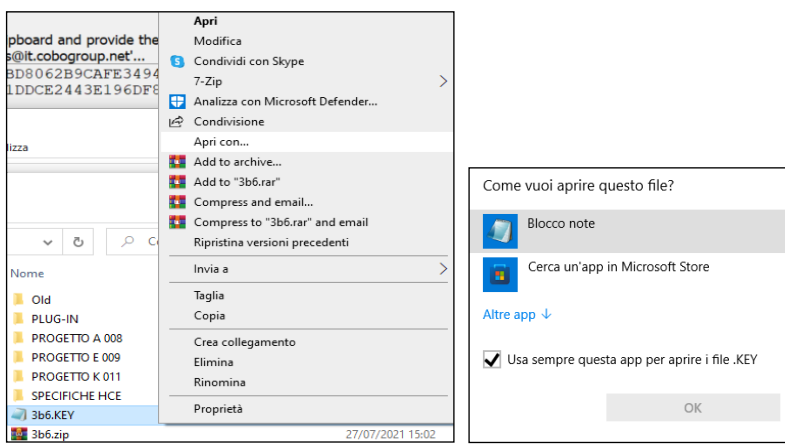 pboard and provide the
s@it.cobogroup.net'...
BD8062B9CAFE3494
1DDCE2443E196DF8
lizza
Nome
Old
PLUG-IN
PROGETTO A 008
PROGETTO E 009
PROGETTO K 011
SPECIFICHE HCE
3b6.KEY
3b6.zip
27/07/2021 15:02
Apri
Modifica
Condividi con Skype
7-Zip
Analizza con Microsoft Defender...
Condivisione
Apri con...
Add to archive...
Add to "3b6.rar"
Compress and email...
Compress to "3b6.rar" and email
Ripristina versioni precedenti
Invia a
Taglia
Copia
Crea collegamento
Elimina
Rinomina
Proprietà
Come vuoi aprire questo file?
Blocco note
Cerca un'app in Microsoft Store
Altre app
Usa sempre questa app per aprire i file .KEY
OK